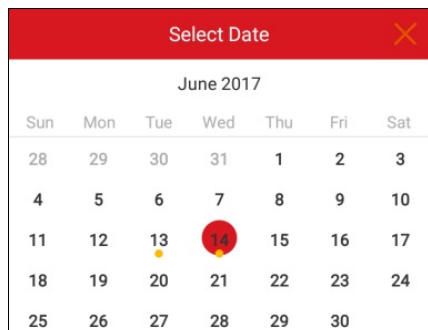 Select Date
June 2017
Sun Mon Tue Wed Thu Fri Sat
28 29 30 31 1 2 3
4 5 6 7 8 9 10
11 12 13 14 15 16 17
18 19 20 21 22 23 24
25 26 27 28 29 30